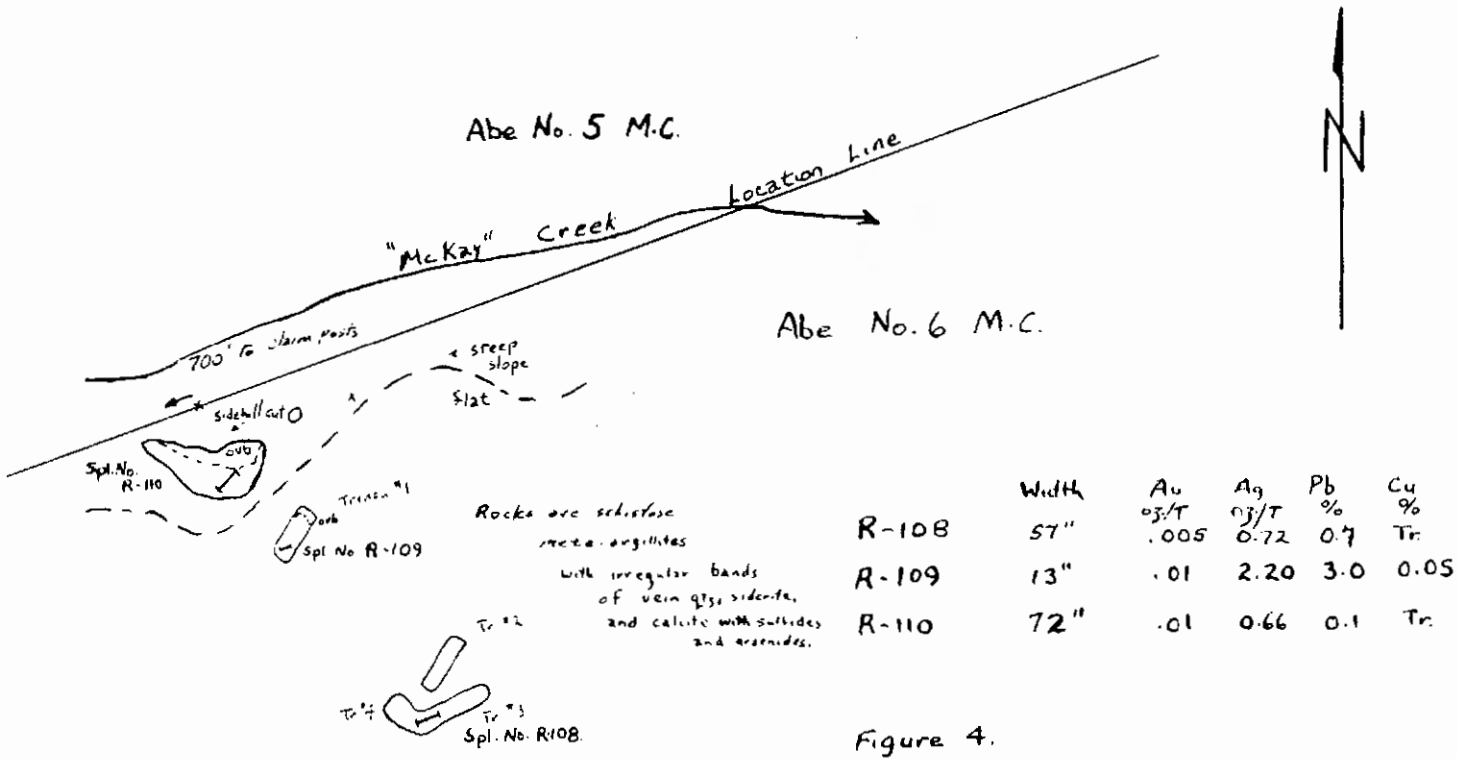 Abe No. 5 M.C.
N
Location Line
"McKay" Creek
Abe No. 6 M.C.
700' to claim posts
steep
slope
flat
sidehill cut
ovb
Spl. No.
R-110
Trench #1
ovb
Spl No R-109
Rocks are schistose
meta-argillites
with irregular bands
of vein qtz, siderite,
and calcite with sulfides
and arsenides.
Tr #2
Tr #4
Tr #3
Spl. No. R-108.
Width Au Ag Pb Cu
oz/T oz/T % %
R-108 57" .005 0.72 0.7 Tr.
R-109 13" .01 2.20 3.0 0.05
R-110 72" .01 0.66 0.1 Tr.
Figure 4.